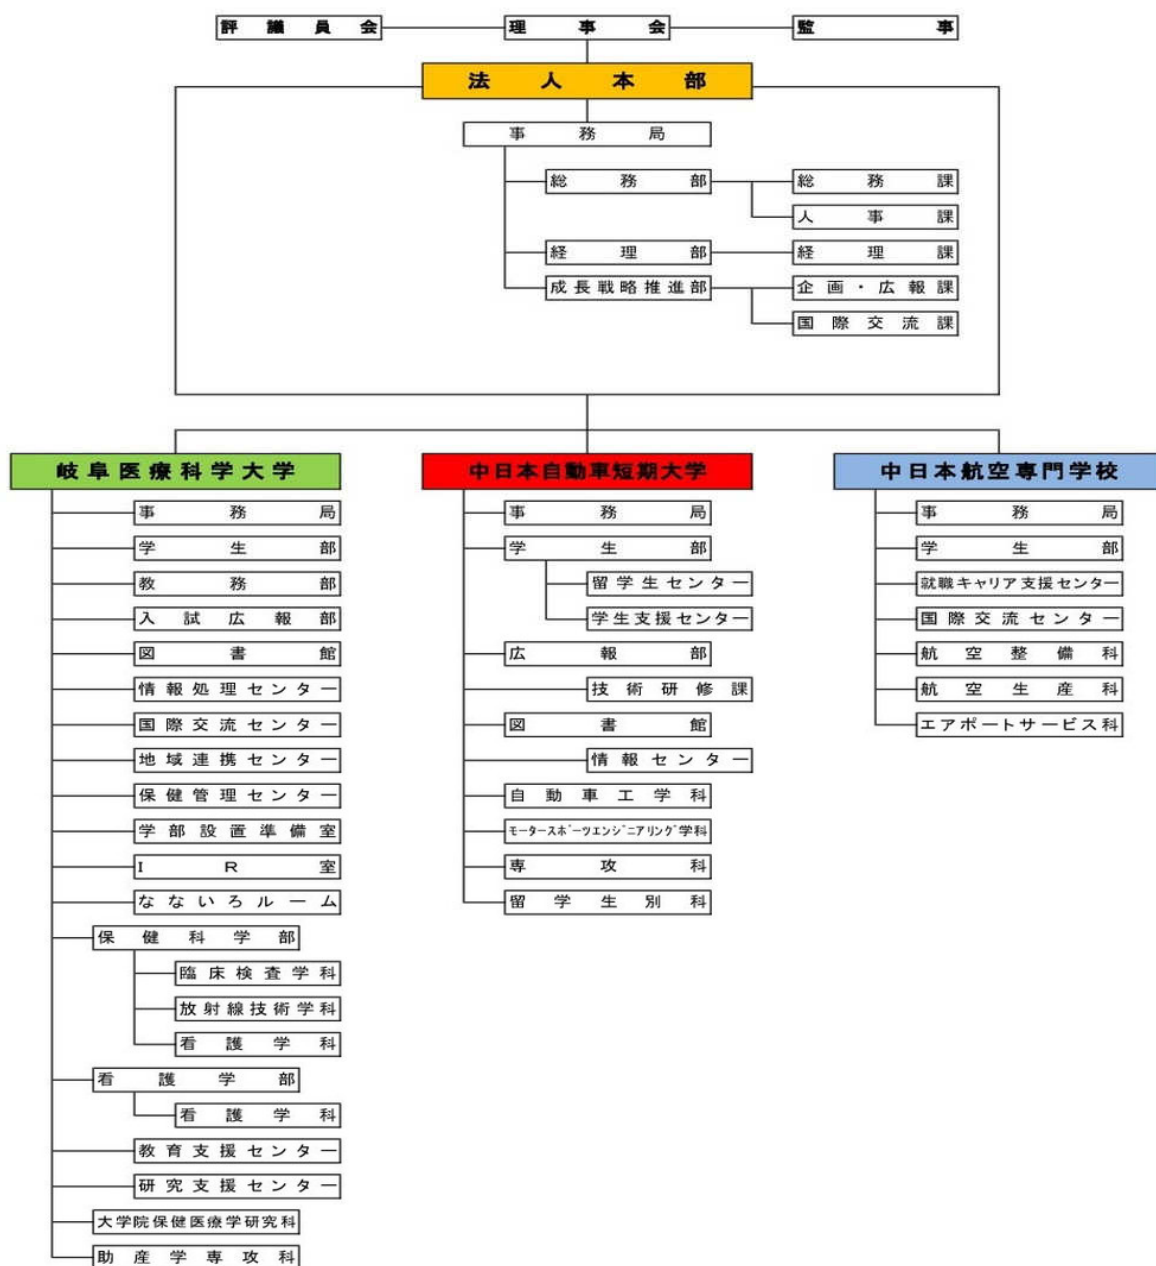 評議員会 理事会 監事
法人本部
事務局
総務部 総務課
人事課
経理部 経理課
成長戦略推進部 企画・広報課
国際交流課
岐阜医療科学大学
事務局
学生部
教務部
入試広報部
図書館
情報処理センター
国際交流センター
地域連携センター
保健管理センター
学部設置準備室
IR室
なないろルーム
保健科学部
臨床検査学科
放射線技術学科
看護学科
看護学部
看護学科
教育支援センター
研究支援センター
大学院保健医療学研究科
助産学専攻科
中日本自動車短期大学
事務局
学生部
留学生センター
学生支援センター
広報部
技術研修課
図書館
情報センター
自動車工学科
モータースポーツエンジニアリング学科
専攻科
留学生別科
中日本航空専門学校
事務局
学生部
就職キャリア支援センター
国際交流センター
航空整備科
航空生産科
エアポートサービス科